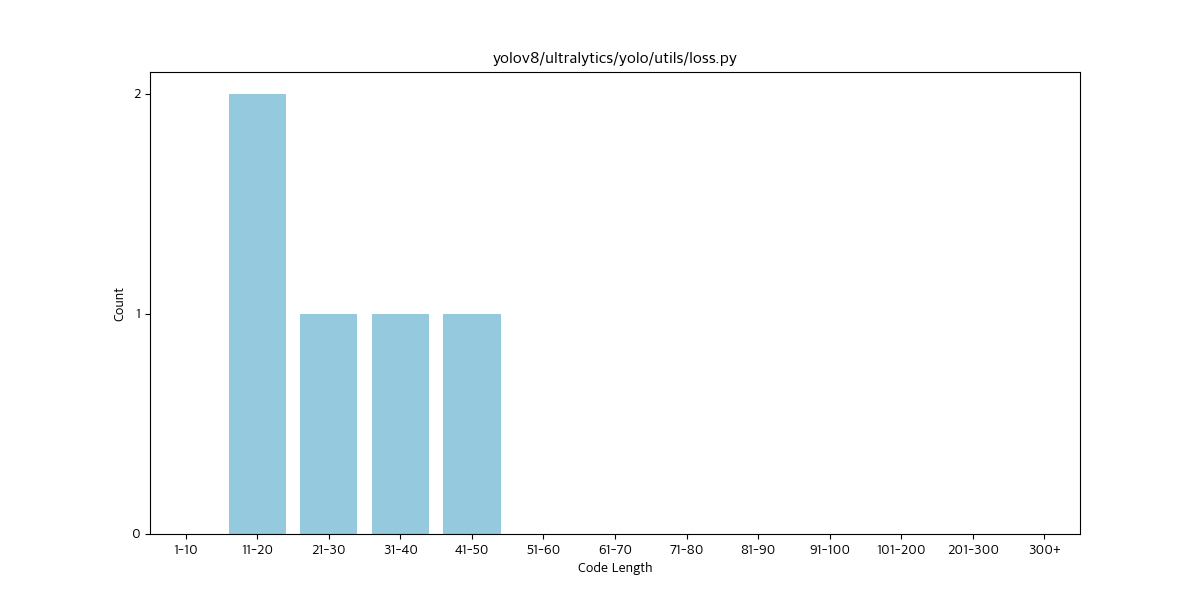 yolov8/ultralytics/yolo/utils/loss.py
2
1
0
Count
1-10 11-20 21-30 31-40 41-50 51-60 61-70 71-80 81-90 91-100 101-200 201-300 300+
Code Length